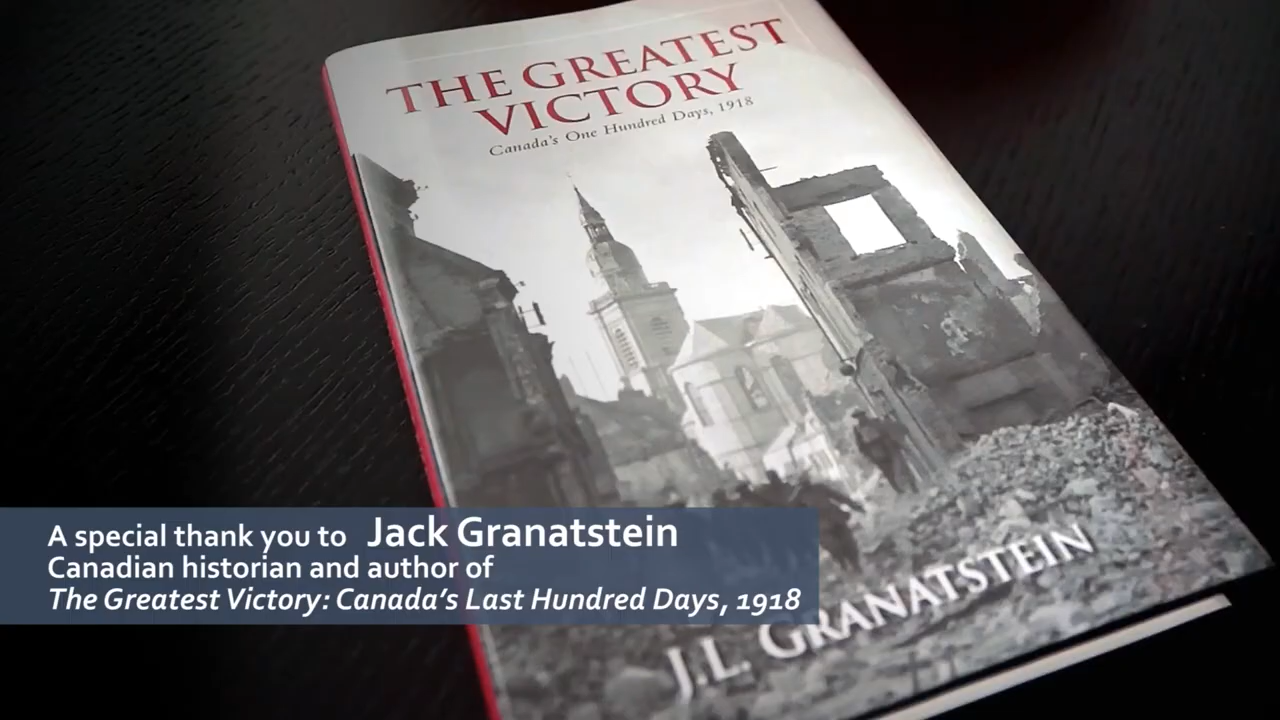 THE GREATEST
VICTORY
Canada's One Hundred Days, 1918
A special thank you to Jack Granatstein
Canadian historian and author of
The Greatest Victory: Canada's Last Hundred Days, 1918
J.L. GRANATSTEIN